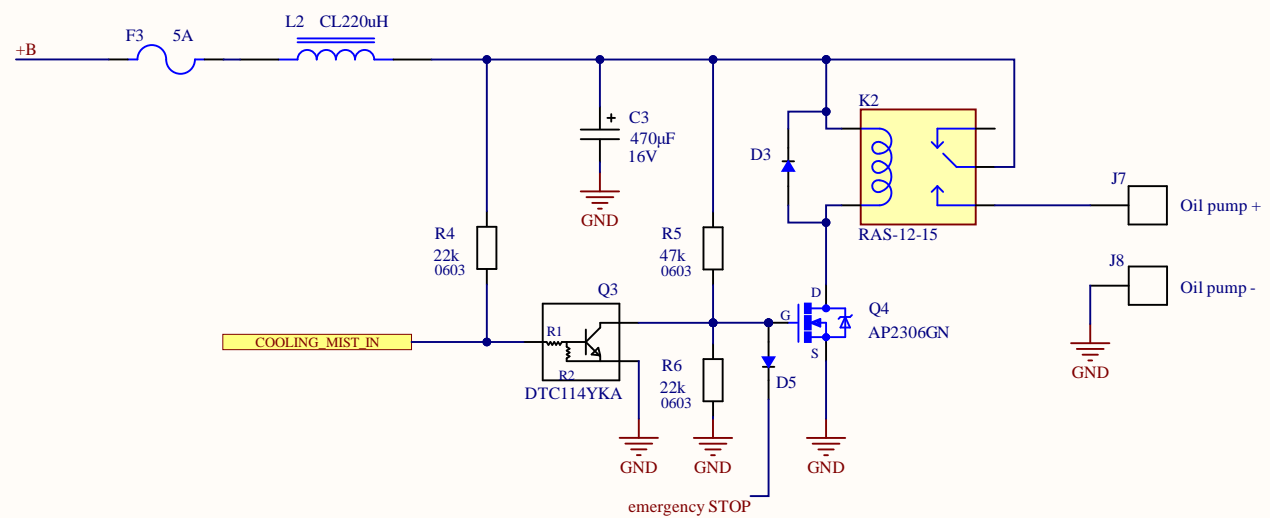 L2 CL220uH
F3 5A
+B
K2
C3
470µF
16V
D3
J7
Oil pump +
GND
RAS-12-15
R4
22k
0603
R5
47k
0603
J8
Oil pump -
Q3
D
G
S
Q4
AP2306GN
COOLING_MIST_IN
R1
R2
DTC114YKA
R6
22k
0603
D5
GND
GND
GND
GND
GND
emergency STOP